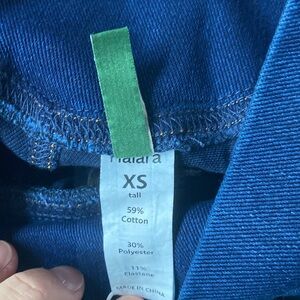 Halara
XS
tall
59%
Cotton
30%
Polyester
11%
Elastane
MADE IN CHINA